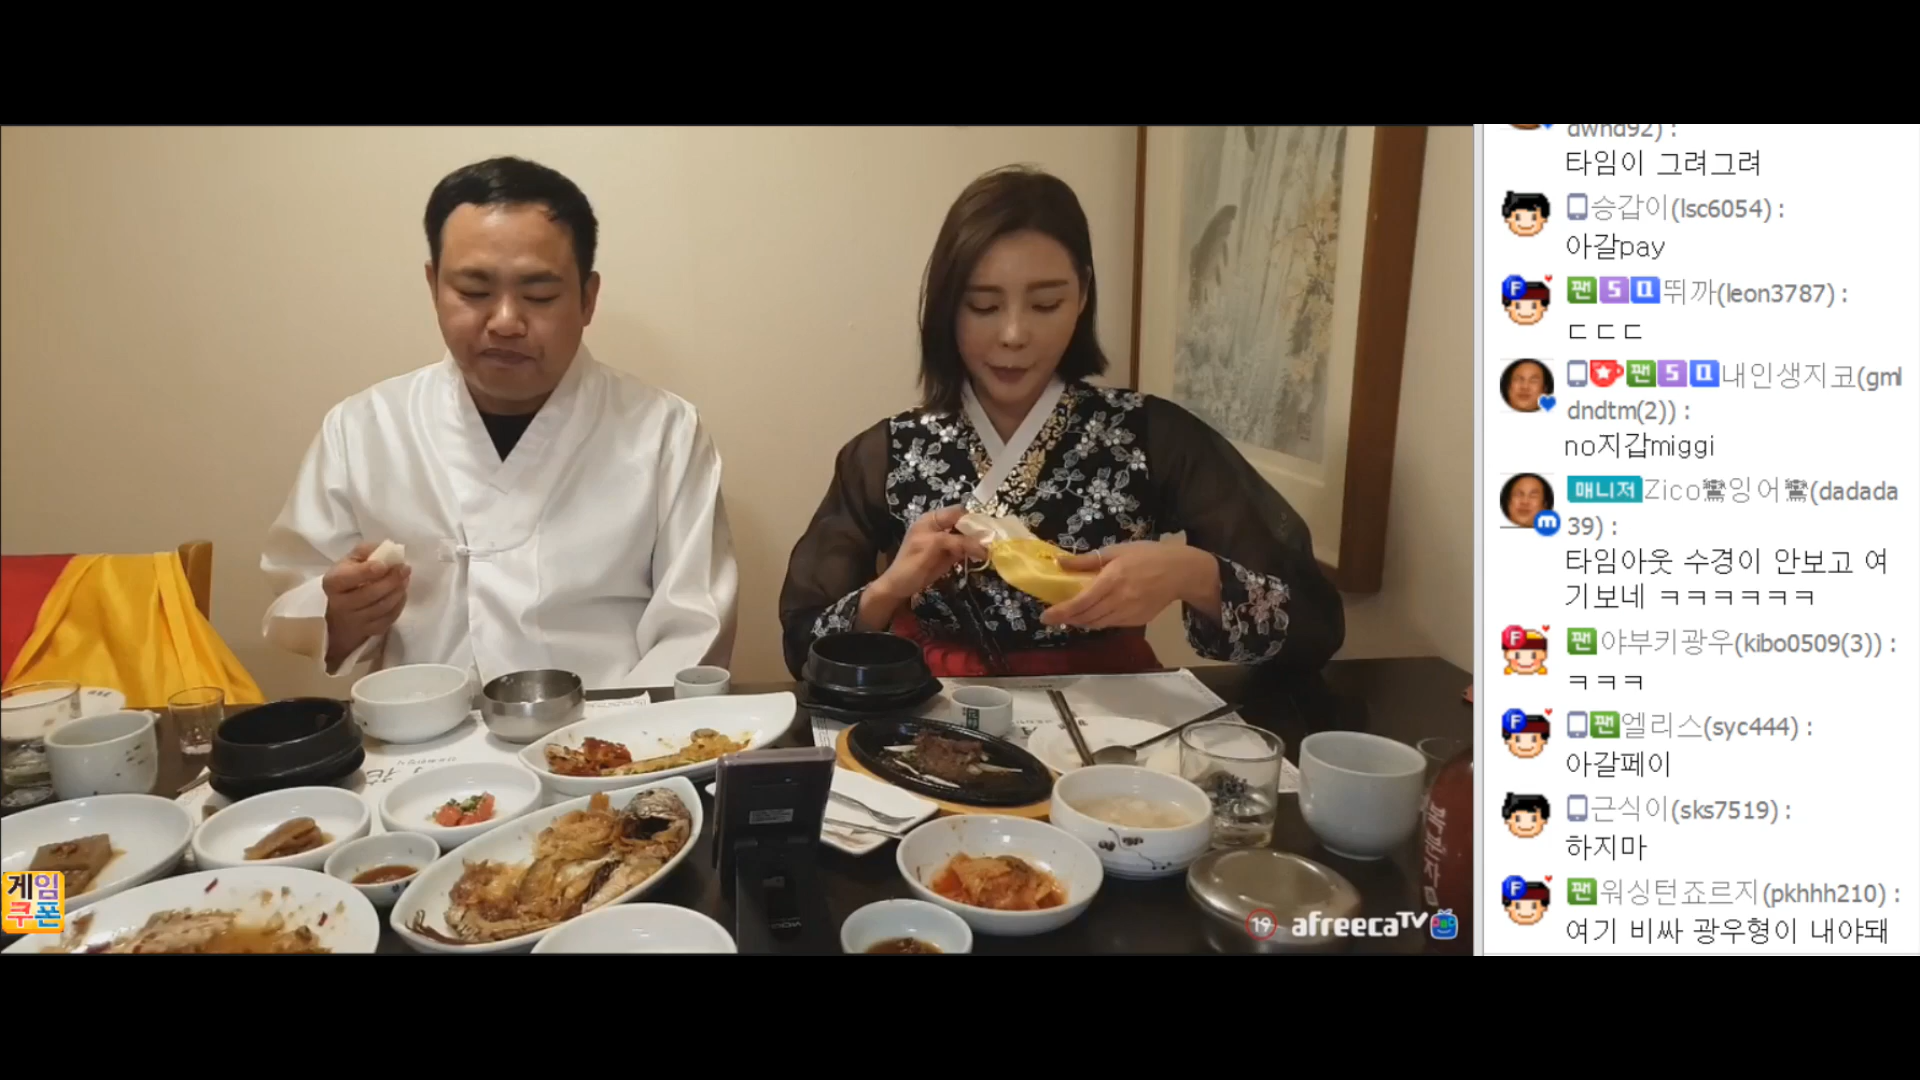 dwnd92) :
타임이 그려그려
승갑이(lsc6054) :
아갈pay
팬 5 Q 뛰까(leon3787) :
ㄷㄷㄷ
팬 5 Q 내인생지코(gml
dndtm(2)) :
no지갑miggi
매니저 Zico鸞잉어鸞(dadada
39) :
타임아웃 수경이 안보고 여
기보네 ㅋㅋㅋㅋㅋㅋ
팬 야부키광우(kibo0509(3)) :
ㅋㅋㅋ
팬 엘리스(syc444) :
아갈페이
근식이(sks7519) :
하지마
팬 워싱턴죠르지(pkhhh210) :
여기 비싸 광우형이 내야돼
게임
쿠폰
19 afreecaTV